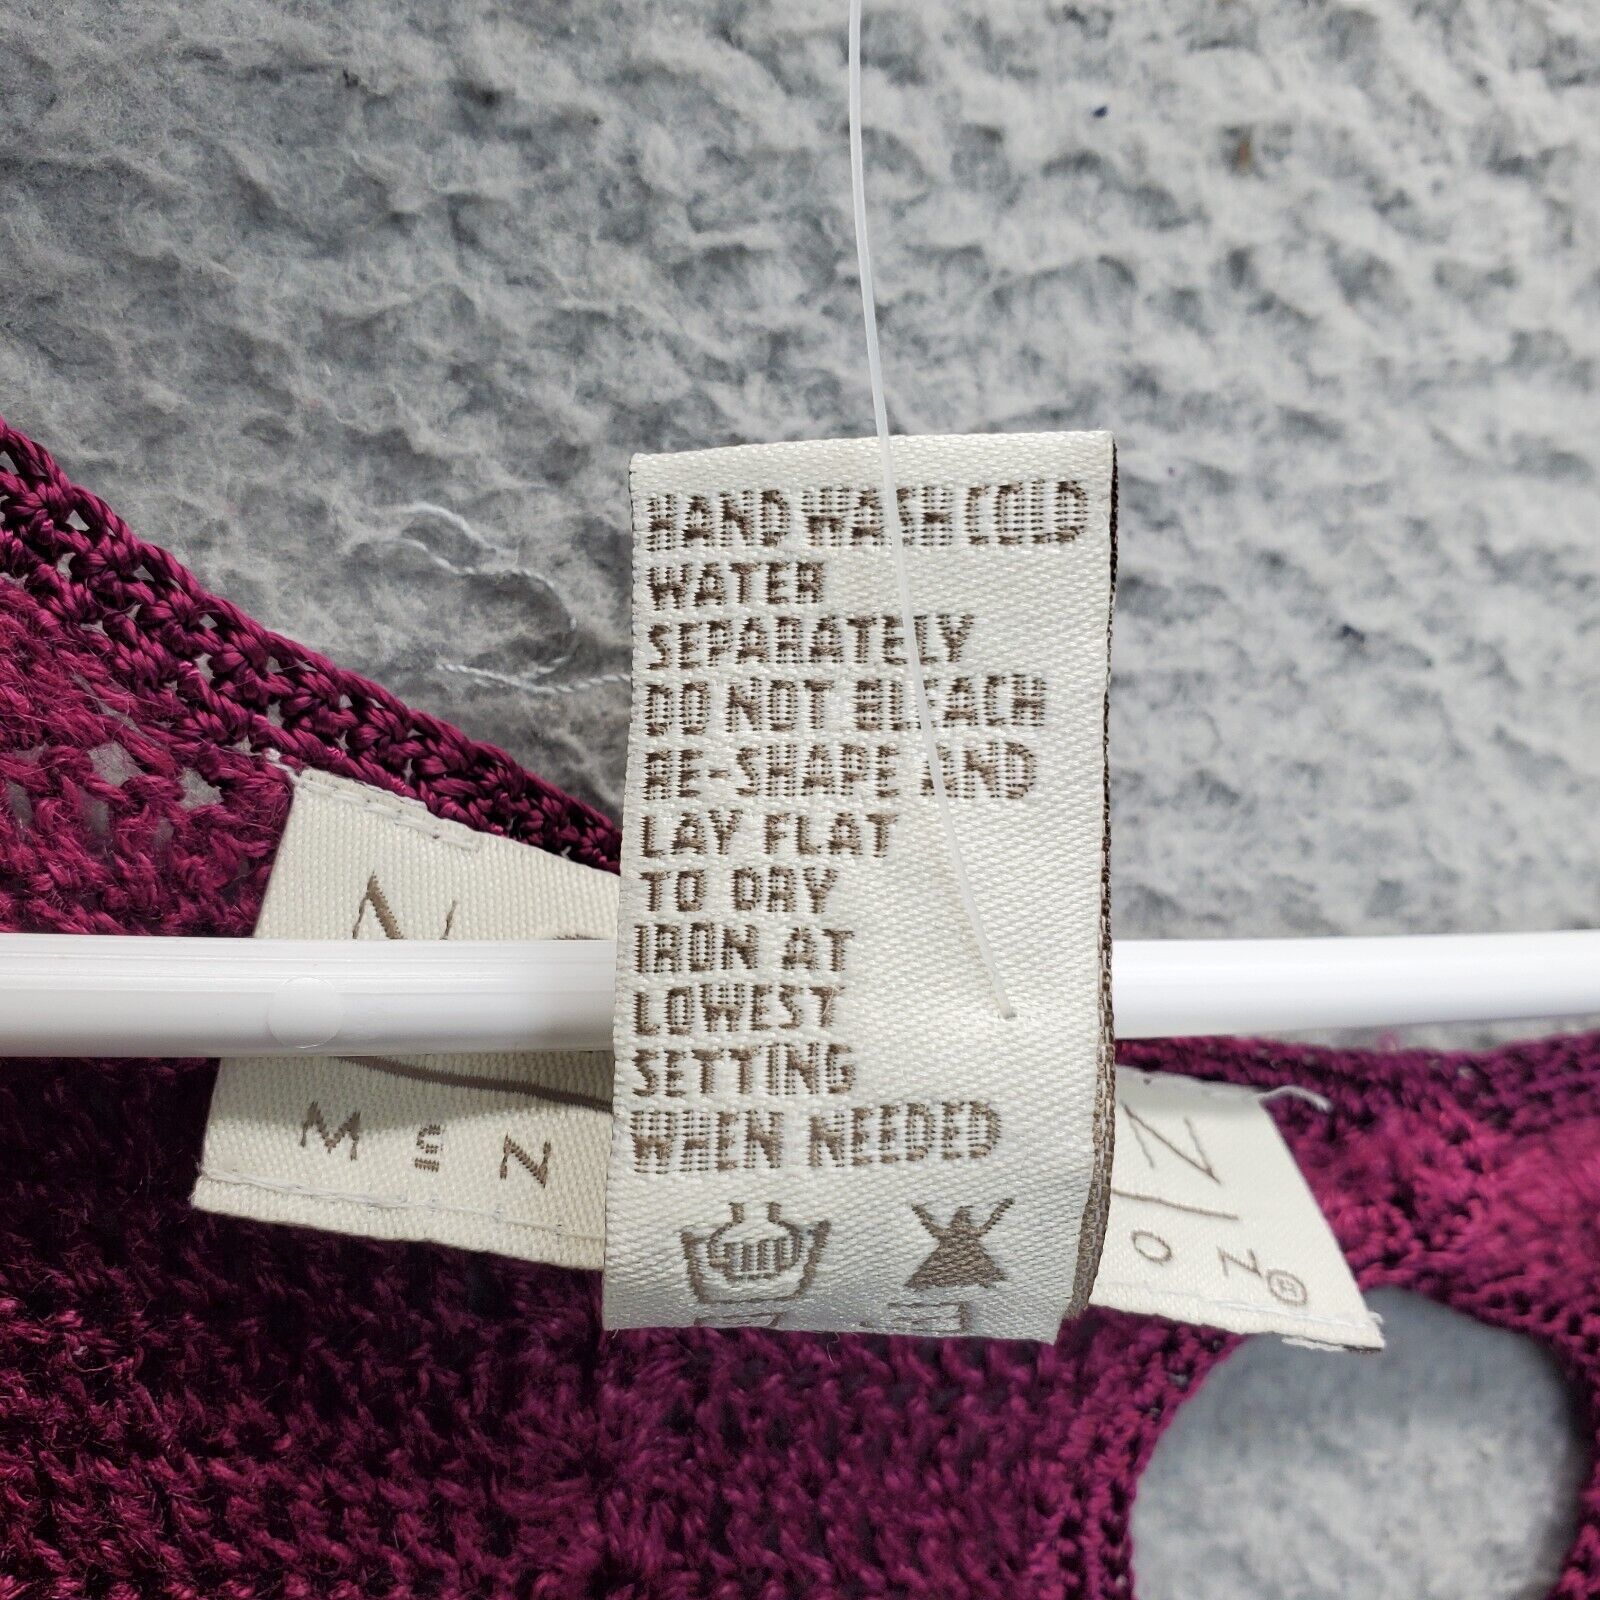 HAND WASH COLD
WATER
SEPARATELY
DO NOT BLEACH
RE-SHAPE AND
LAY FLAT
TO DRY
IRON AT
LOWEST
SETTING
WHEN NEEDED